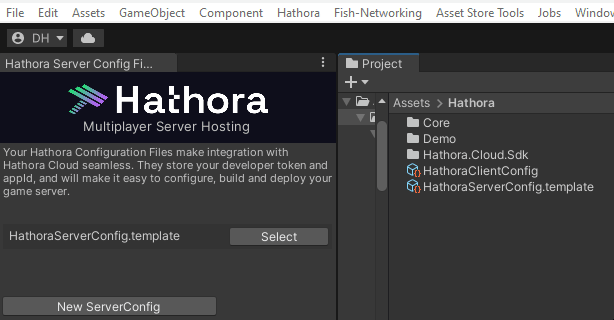 File Edit Assets GameObject Component Hathora Fish-Networking Asset Store Tools Jobs Window
DH
Hathora Server Config Fi...
Hathora
Multiplayer Server Hosting
Your Hathora Configuration Files make integration with
Hathora Cloud seamless. They store your developer token and
appId, and will make it easy to configure, build and deploy your
game server.
HathoraServerConfig.template
Select
New ServerConfig
Project
Assets > Hathora
Core
Demo
Hathora.Cloud.Sdk
HathoraClientConfig
HathoraServerConfig.template